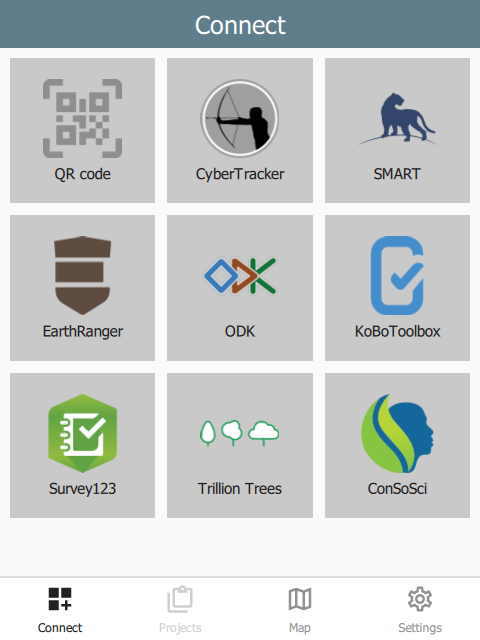 Connect
QR code
CyberTracker
SMART
EarthRanger
ODK
KoBoToolbox
Survey123
Trillion Trees
ConSoSci
Connect
Projects
Map
Settings